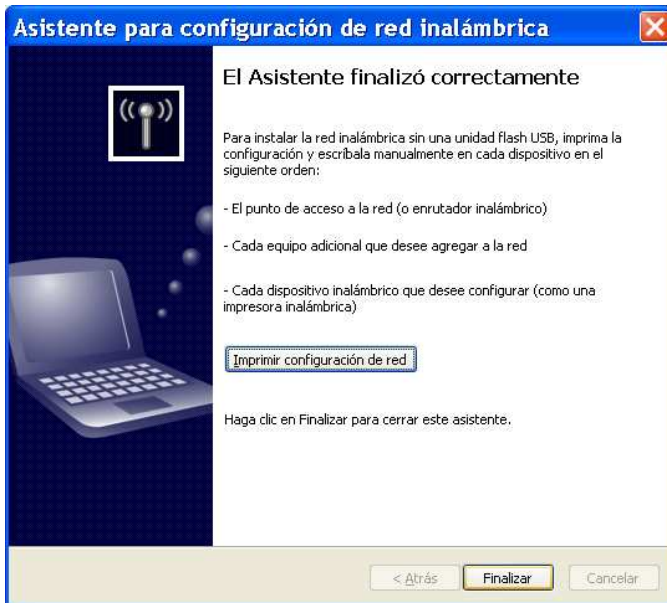 Asistente para configuración de red inalámbrica
El Asistente finalizó correctamente
Para instalar la red inalámbrica sin una unidad flash USB, imprima la
configuración y escríbala manualmente en cada dispositivo en el
siguiente orden:
- El punto de acceso a la red (o enrutador inalámbrico)
- Cada equipo adicional que desee agregar a la red
- Cada dispositivo inalámbrico que desee configurar (como una
impresora inalámbrica)
Imprimir configuración de red
Haga clic en Finalizar para cerrar este asistente.
< Atrás Finalizar Cancelar